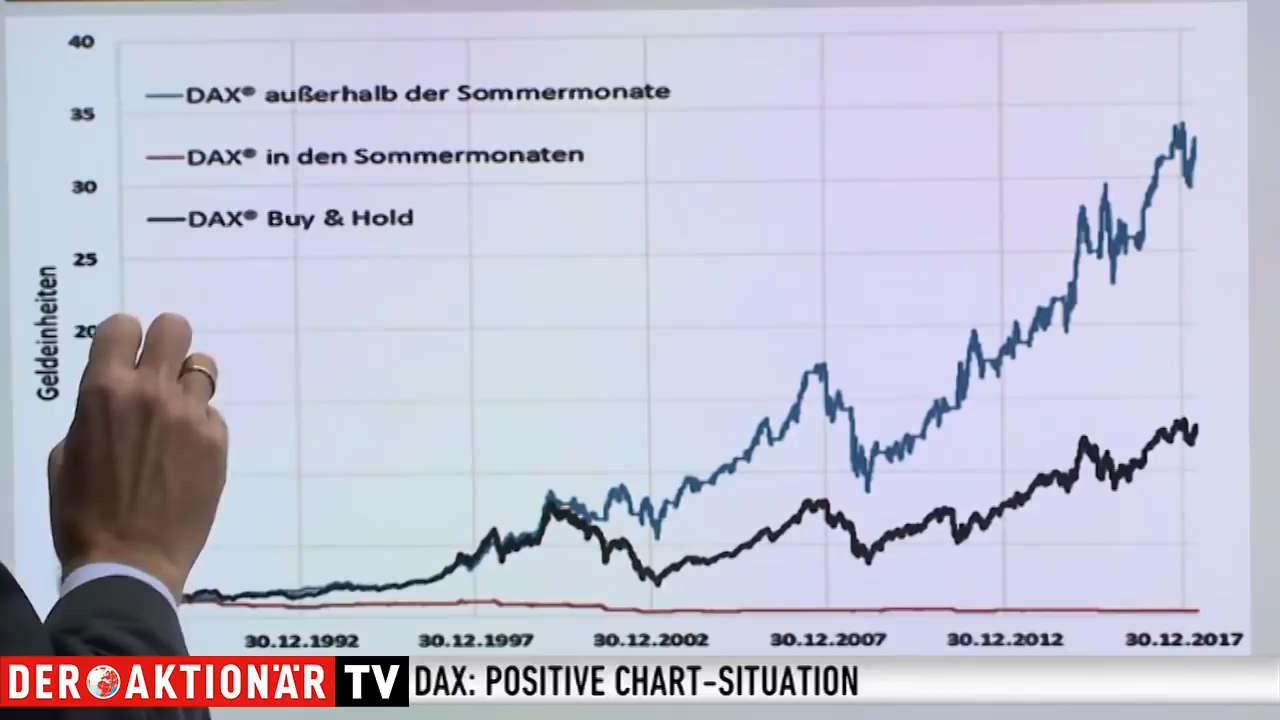 40
DAX® außerhalb der Sommermonate
35
DAX® in den Sommermonaten
30
DAX® Buy & Hold
25
20
Geldeinheiten
30.12.1992 30.12.1997 30.12.2002 30.12.2007 30.12.2012 30.12.2017
DER AKTIONÄR TV DAX: POSITIVE CHART-SITUATION